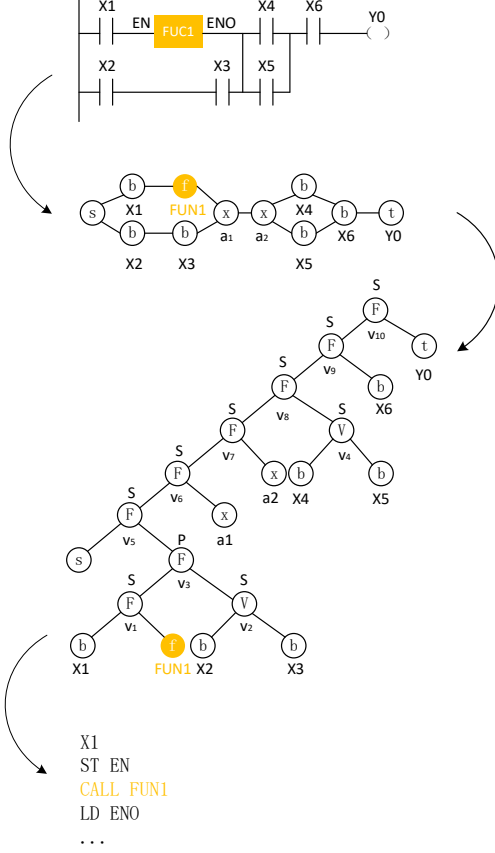 X1 X4 X6 Y0
EN FUC1 ENO
X2 X3 X5
b f b
s X1 FUN1 x x X4 b t
b b a1 a2 b X6 Y0
X2 X3 X5
S
F
S v10 t
F Y0
S v9 b
F X6
S v8 S
F V
S v7 v4
F x b b
S v6 a2 X4 X5
F x
v5 P a1
s F
S v3 S
F V
v1 v2
b f b b
X1 FUN1 X2 X3
X1
ST EN
CALL FUN1
LD ENO
...